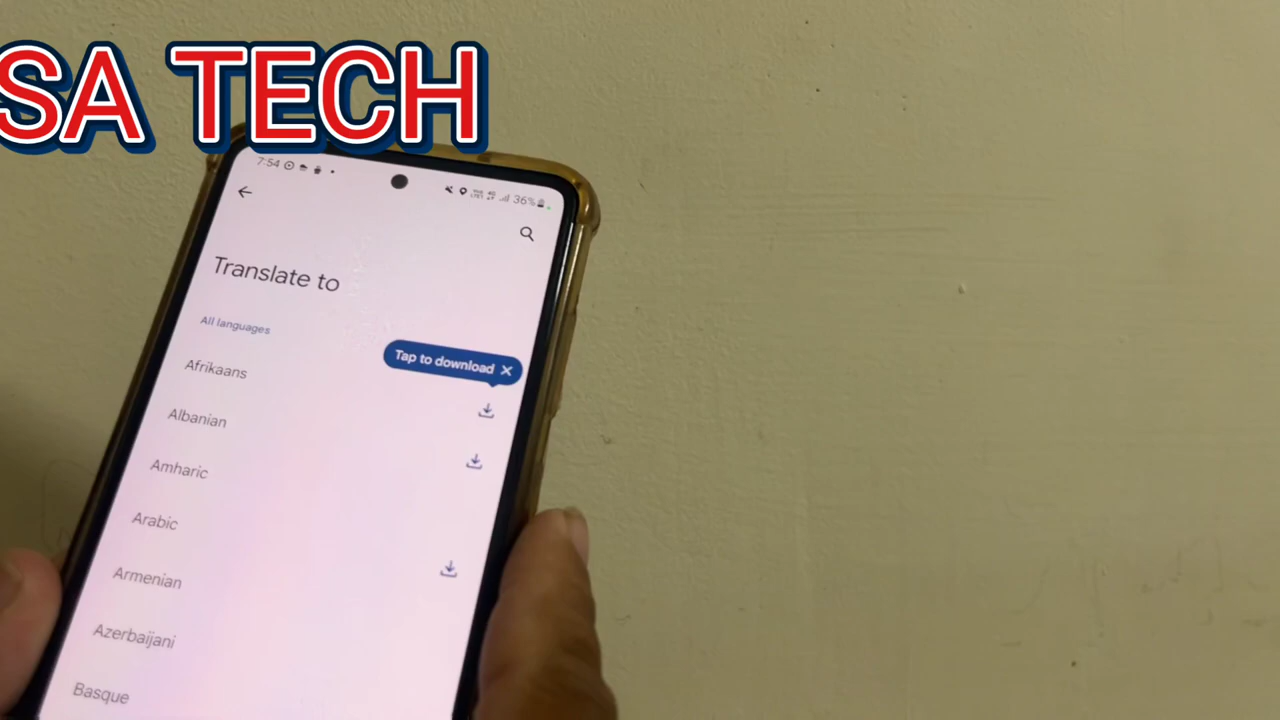 SA TECH
7:54
36%
Translate to
All languages
Tap to download
Afrikaans
Albanian
Amharic
Arabic
Armenian
Azerbaijani
Basque